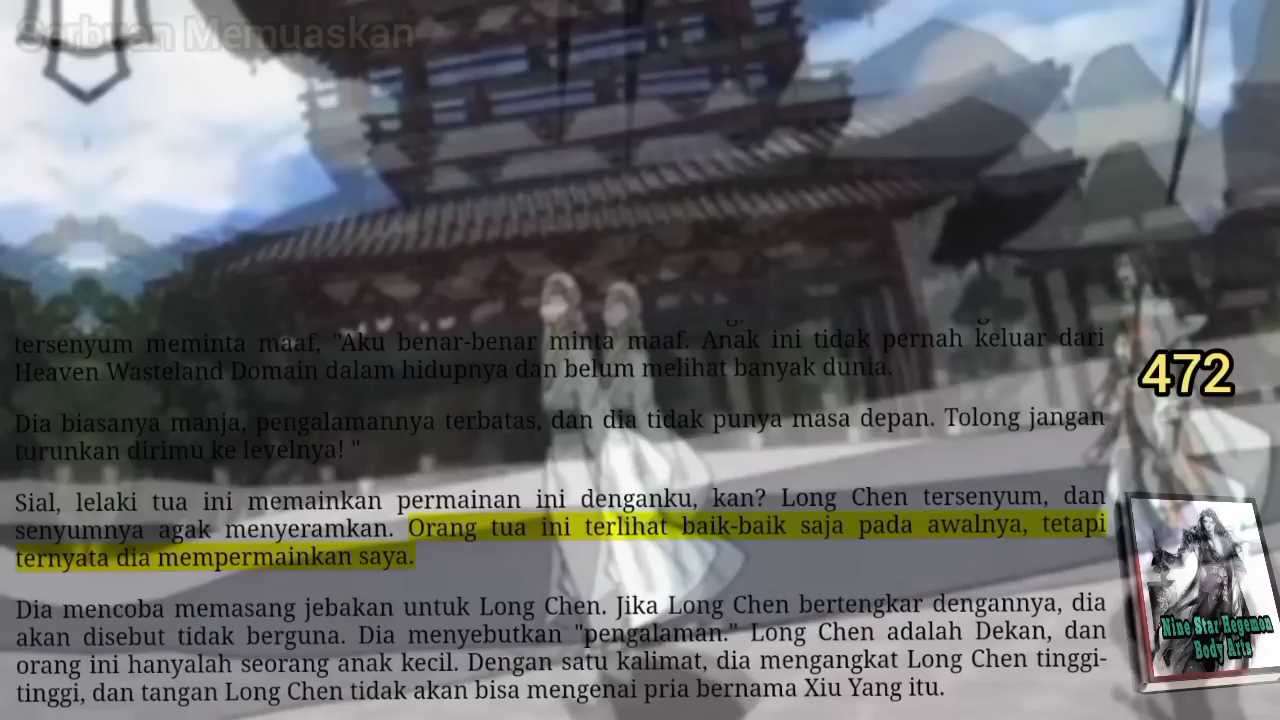 Serbuan Memuaskan
tersenyum meminta maaf, "Aku benar-benar minta maaf. Anak ini tidak pernah keluar dari
Heaven Wasteland Domain dalam hidupnya dan belum melihat banyak dunia.
Dia biasanya manja, pengalamannya terbatas, dan dia tidak punya masa depan. Tolong jangan
turunkan dirimu ke levelnya! "
Sial, lelaki tua ini memainkan permainan ini denganku, kan? Long Chen tersenyum, dan
senyumnya agak menyeramkan. Orang tua ini terlihat baik-baik saja pada awalnya, tetapi
ternyata dia mempermainkan saya.
Dia mencoba memasang jebakan untuk Long Chen. Jika Long Chen bertengkar dengannya, dia
akan disebut tidak berguna. Dia menyebutkan "pengalaman." Long Chen adalah Dekan, dan
orang ini hanyalah seorang anak kecil. Dengan satu kalimat, dia mengangkat Long Chen tinggi-
tinggi, dan tangan Long Chen tidak akan bisa mengenai pria bernama Xiu Yang itu.
472
Nine Star Hegemon
Body Arts